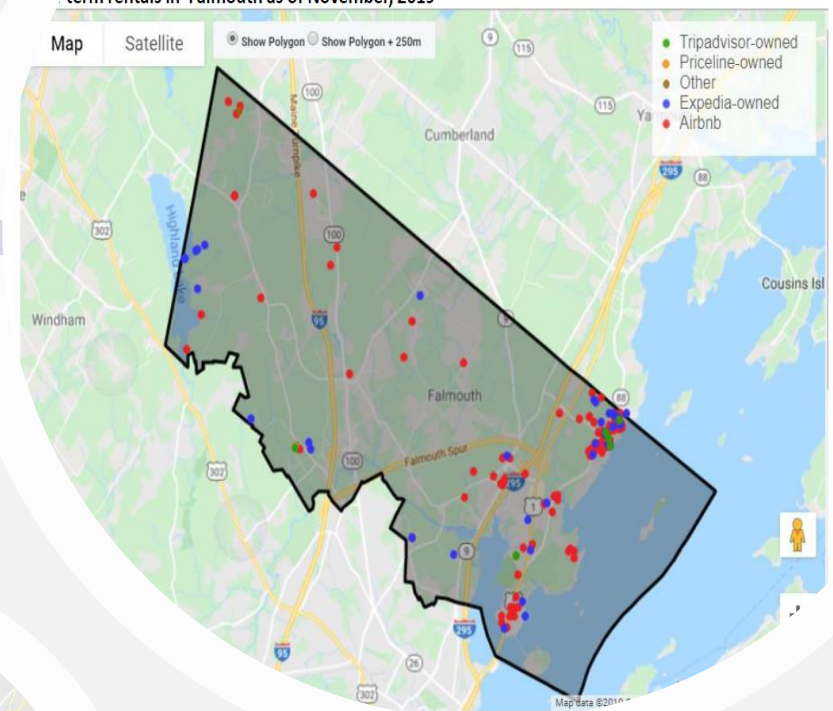 term rentals in Falmouth as of November, 2019
Map
Satellite
Show Polygon
Show Polygon + 250m
Tripadvisor-owned
Priceline-owned
Other
Expedia-owned
Airbnb
9
115
100
115
Maine Turnpike
Cumberland
295
88
302
100
Highland Lake
Cousins Isl
Windham
95
9
88
Falmouth
100
Falmouth Spur
302
295
1
9
295
95
26
302
Map data ©2019